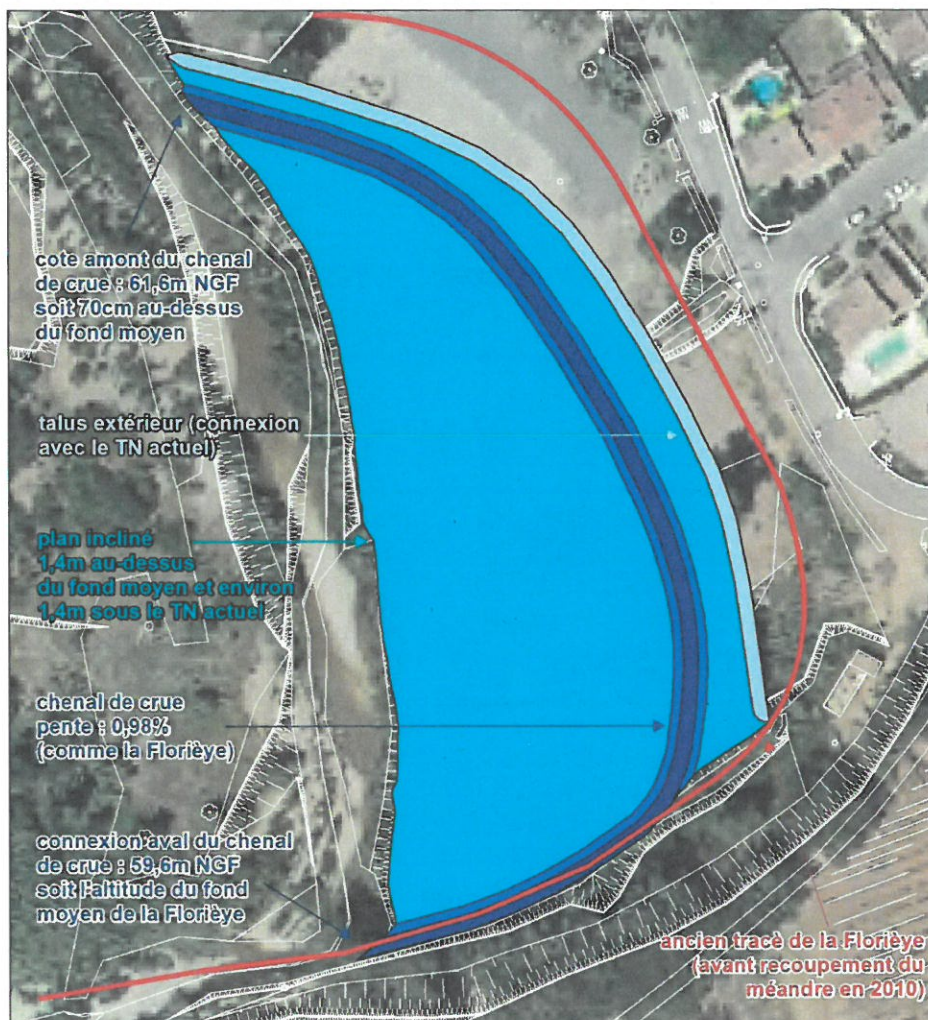 cote amont du chenal
de crue : 61,6m NGF
soit 70cm au-dessus
du fond moyen
talus extérieur (connexion
avec le TN actuel)
plan incliné
1,4m au-dessus
du fond moyen et environ
1,4m sous le TN actuel
chenal de crue
pente : 0,98%
(comme la Florièye)
connexion aval du chenal
de crue : 59,6m NGF
soit l'altitude du fond
moyen de la Florièye
ancien tracè de la Florièye
(avant recoupement du
méandre en 2010)